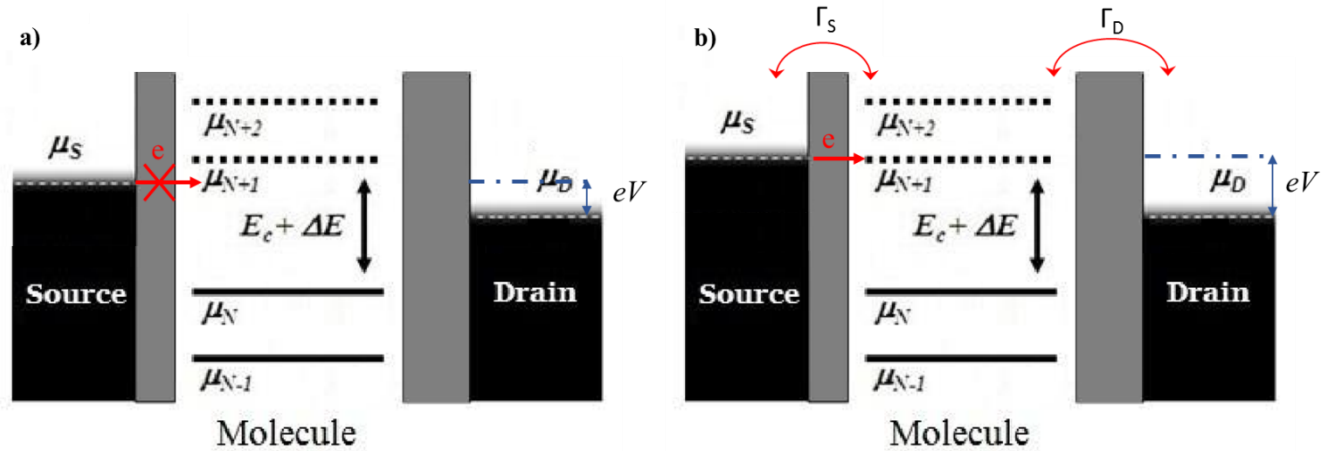 a)
μS
e
μN+2
μN+1
μD
eV
Ec + ΔE
Source
Drain
μN
μN-1
Molecule
b)
ΓS
ΓD
μS
e
μN+2
μN+1
μD
eV
Ec + ΔE
Source
Drain
μN
μN-1
Molecule